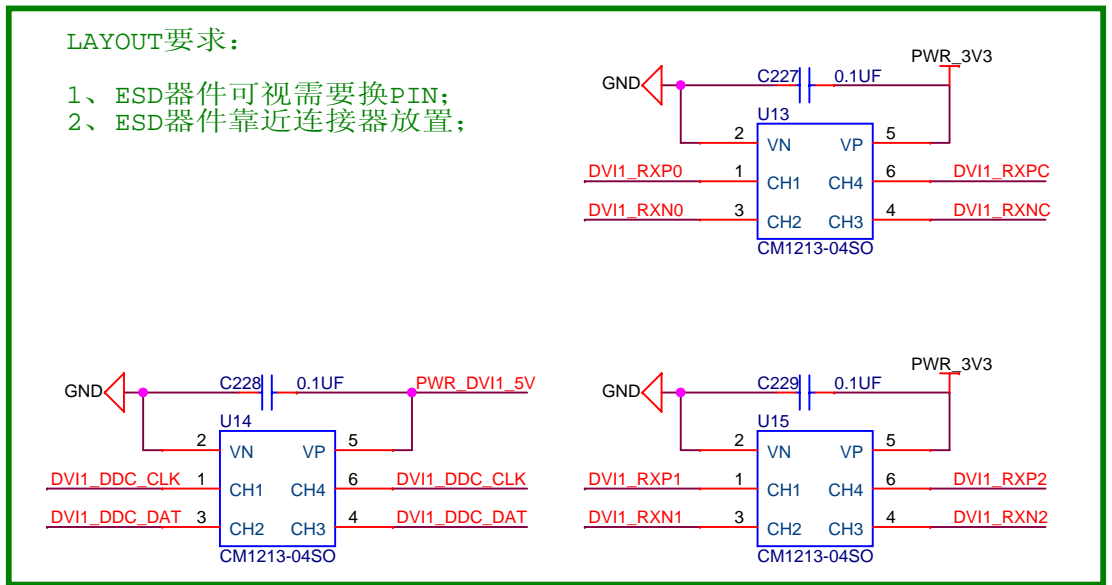 LAYOUT要求：
1、ESD器件可视需要换PIN；
2、ESD器件靠近连接器放置；
PWR_3V3
GND C227 0.1UF
U13
2 VN VP 5
DVI1_RXP0 1 CH1 CH4 6 DVI1_RXPC
DVI1_RXN0 3 CH2 CH3 4 DVI1_RXNC
CM1213-04SO
GND C228 0.1UF PWR_DVI1_5V
U14
2 VN VP 5
DVI1_DDC_CLK 1 CH1 CH4 6 DVI1_DDC_CLK
DVI1_DDC_DAT 3 CH2 CH3 4 DVI1_DDC_DAT
CM1213-04SO
PWR_3V3
GND C229 0.1UF
U15
2 VN VP 5
DVI1_RXP1 1 CH1 CH4 6 DVI1_RXP2
DVI1_RXN1 3 CH2 CH3 4 DVI1_RXN2
CM1213-04SO